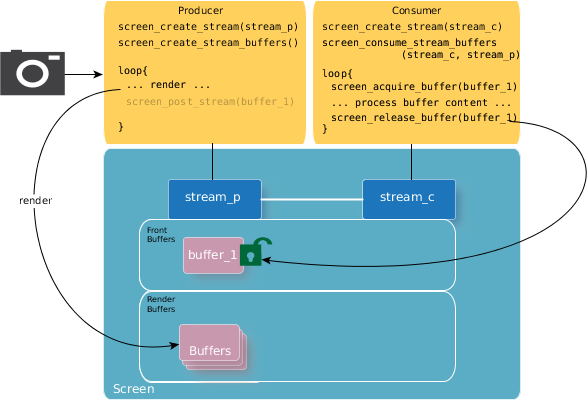 Producer
screen_create_stream(stream_p)
screen_create_stream_buffers()
loop{
... render ...
screen_post_stream(buffer_1)
}
Consumer
screen_create_stream(stream_c)
screen_consume_stream_buffers
(stream_c, stream_p)
loop{
screen_acquire_buffer(buffer_1)
... process buffer content ...
screen_release_buffer(buffer_1)
}
render
stream_p
stream_c
Front
Buffers
buffer_1
Render
Buffers
Buffers
Screen